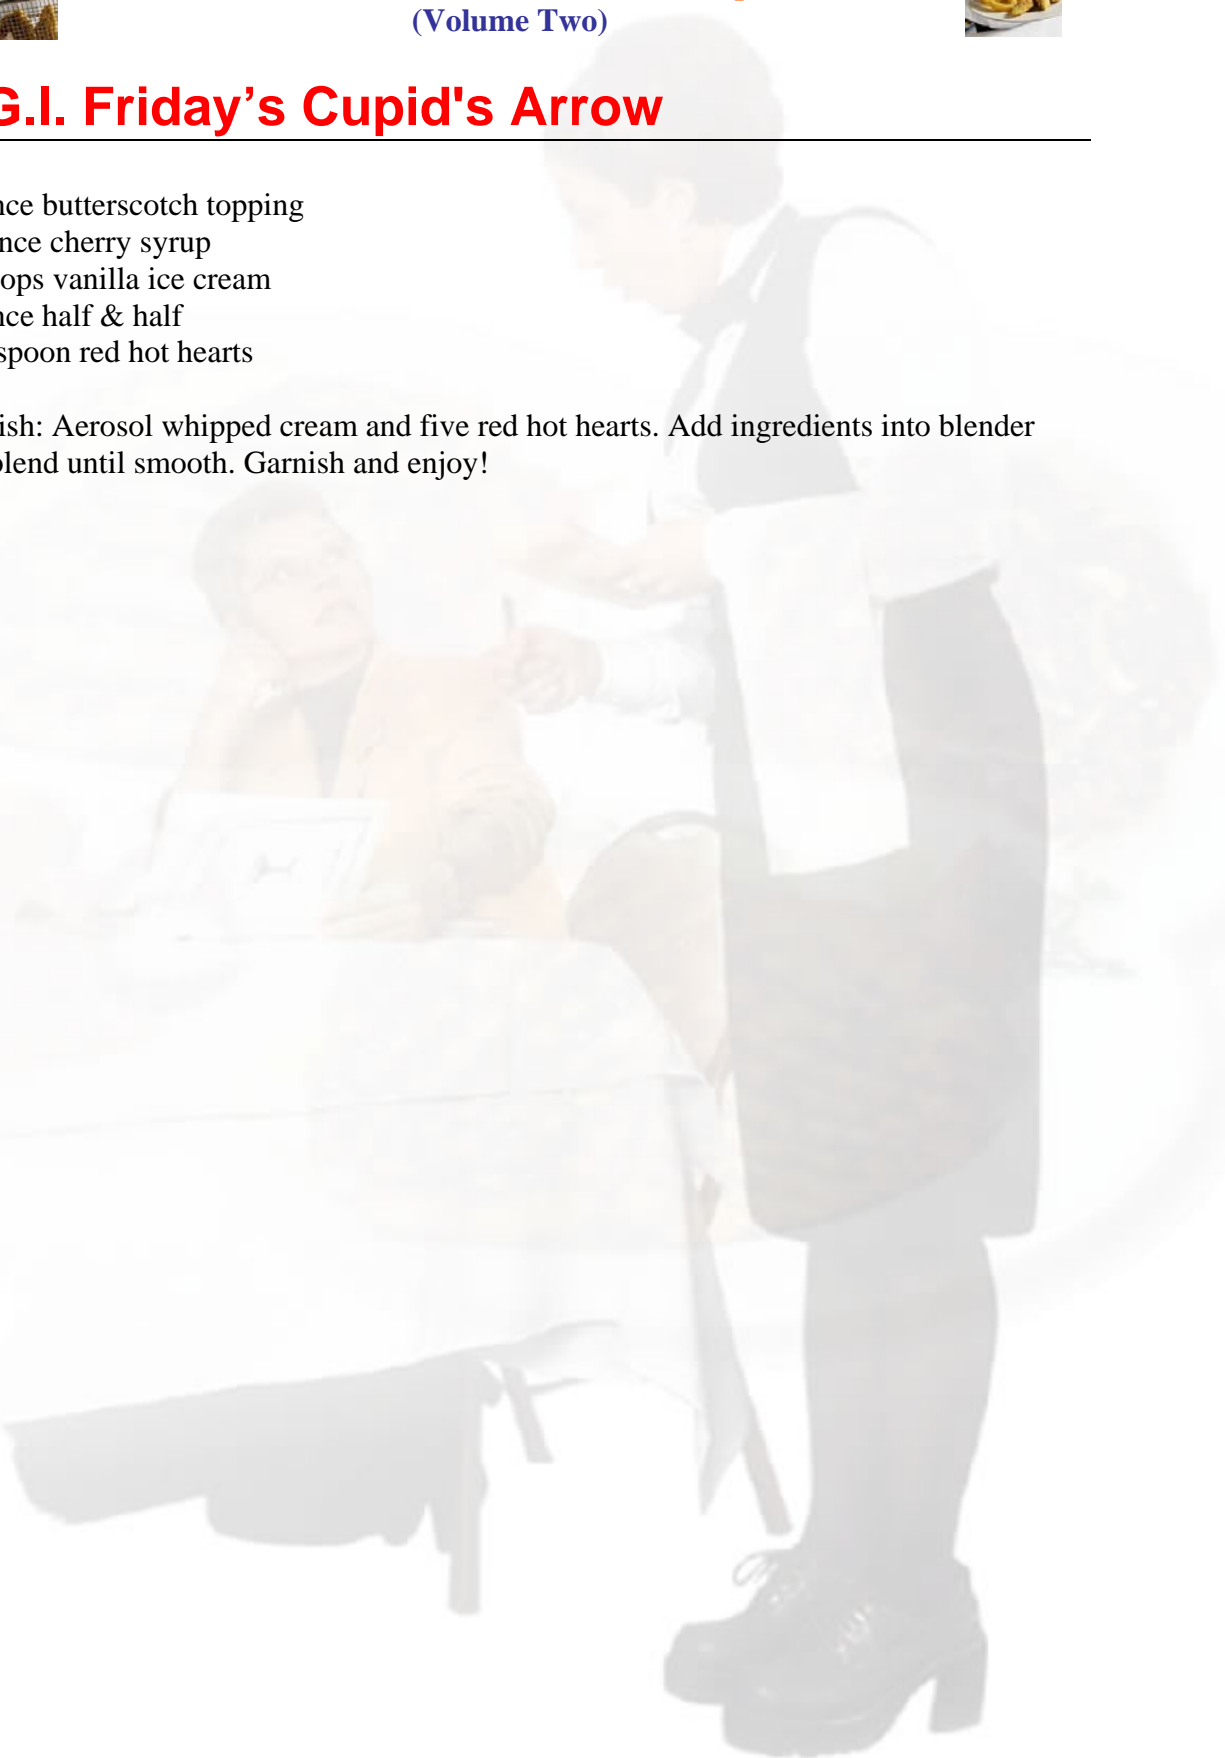 (Volume Two)
G.I. Friday’s Cupid's Arrow
nce butterscotch topping
nce cherry syrup
ops vanilla ice cream
nce half & half
spoon red hot hearts
ish: Aerosol whipped cream and five red hot hearts. Add ingredients into blender
blend until smooth. Garnish and enjoy!